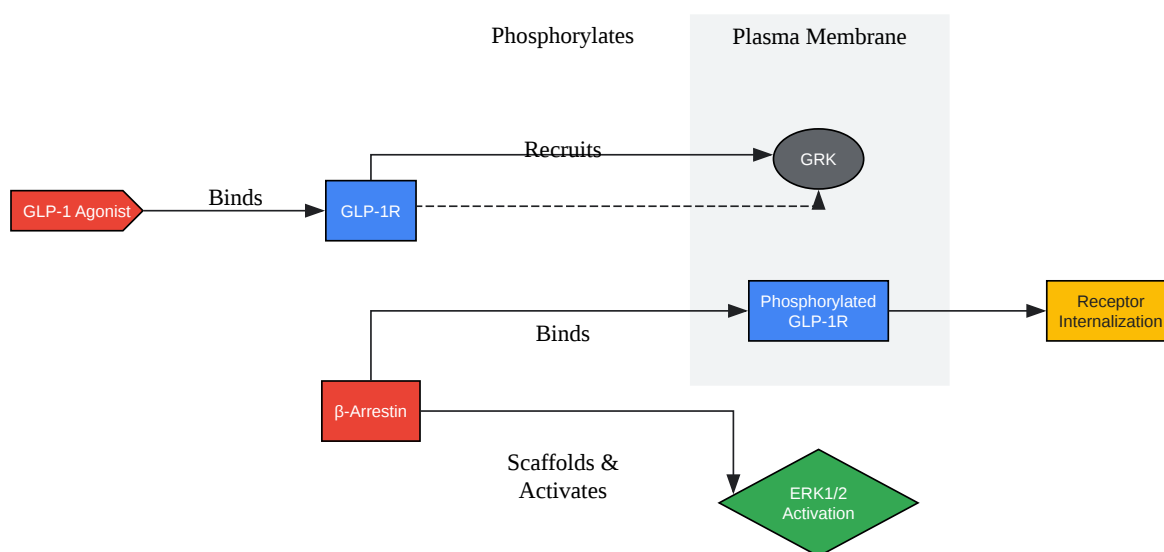 Phosphorylates
Plasma Membrane
Recruits
GRK
GLP-1 Agonist
Binds
GLP-1R
Phosphorylated
GLP-1R
Receptor
Internalization
Binds
β-Arrestin
Scaffolds &
Activates
ERK1/2
Activation